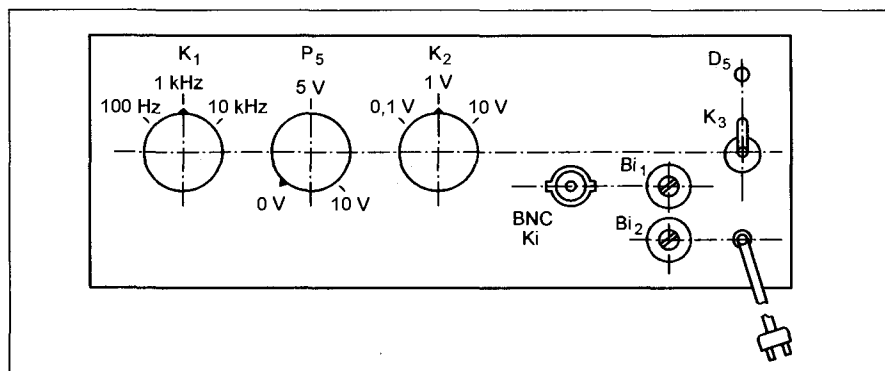 K1 P5 K2
1 kHz 5 V 1 V
D5
100 Hz 10 kHz 0,1V 10 V
K3
Bi1
0 V 10 V
BNC
Ki
Bi2